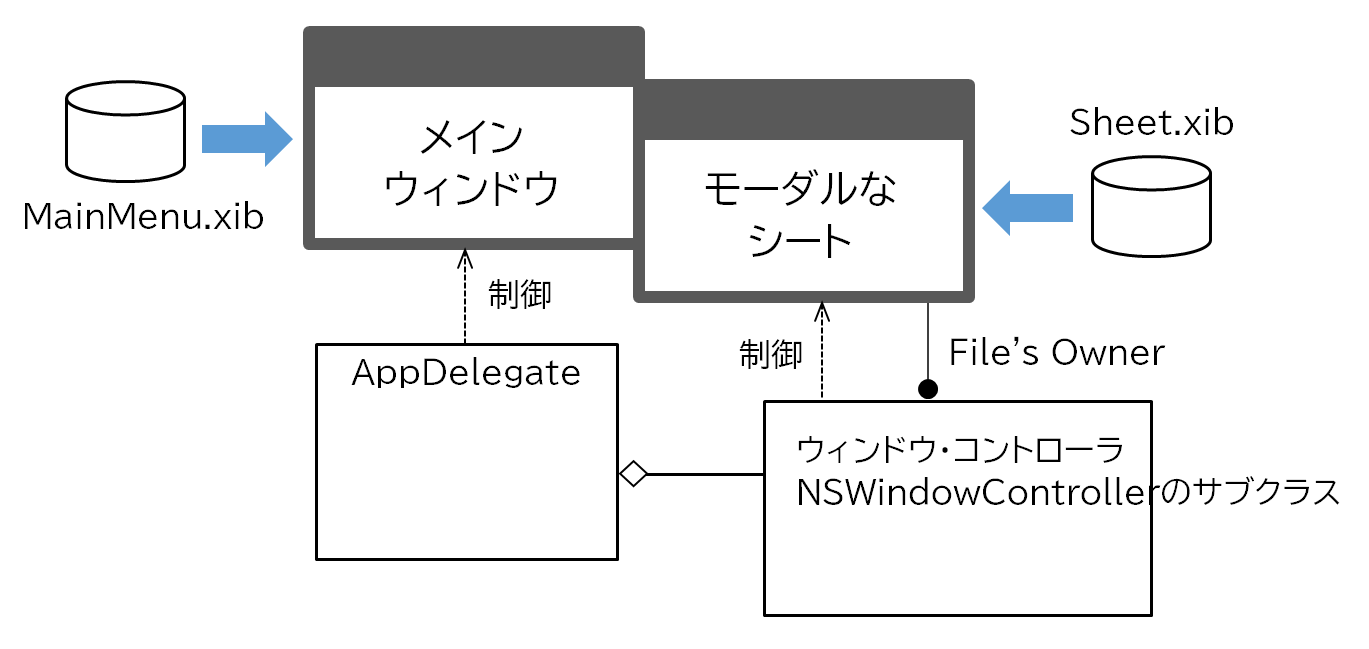 メイン
ウィンドウ
MainMenu.xib
Sheet.xib
モーダルな
シート
制御
制御
File’s Owner
AppDelegate
ウィンドウ・コントローラ
NSWindowControllerのサブクラス